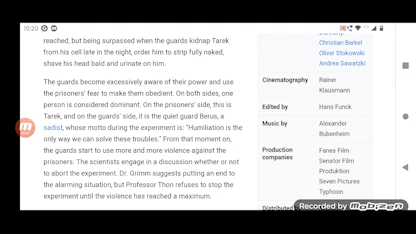 10:20
reached, but being surpassed when the guards kidnap Tarek
from his cell late in the night, order him to strip fully naked,
shave his head bald and urinate on him.
The guards become excessively aware of their power and use
the prisoners' fear to make them obedient. On both sides, one
person is considered dominant. On the prisoners' side, this is
Tarek, and on the guards' side, it is the quiet guard Berus, a
sadist, whose motto during the experiment is: "Humiliation is the
only way we can solve these troubles." From that moment on,
the guards start to use more and more violence against the
prisoners. The scientists engage in a discussion whether or not
to abort the experiment. Dr. Grimm suggests putting an end to
the alarming situation, but Professor Thon refuses to stop the
experiment until the violence has reached a maximum.
Christian Berkel
Oliver Stokowski
Andrea Sawatzki
Cinematography Rainer
Klausmann
Edited by Hans Funck
Music by Alexander
Bubenheim
Production Fanes Film
companies Senator Film
Produktion
Seven Pictures
Typhoon
Distributed
Recorded by Mobizen